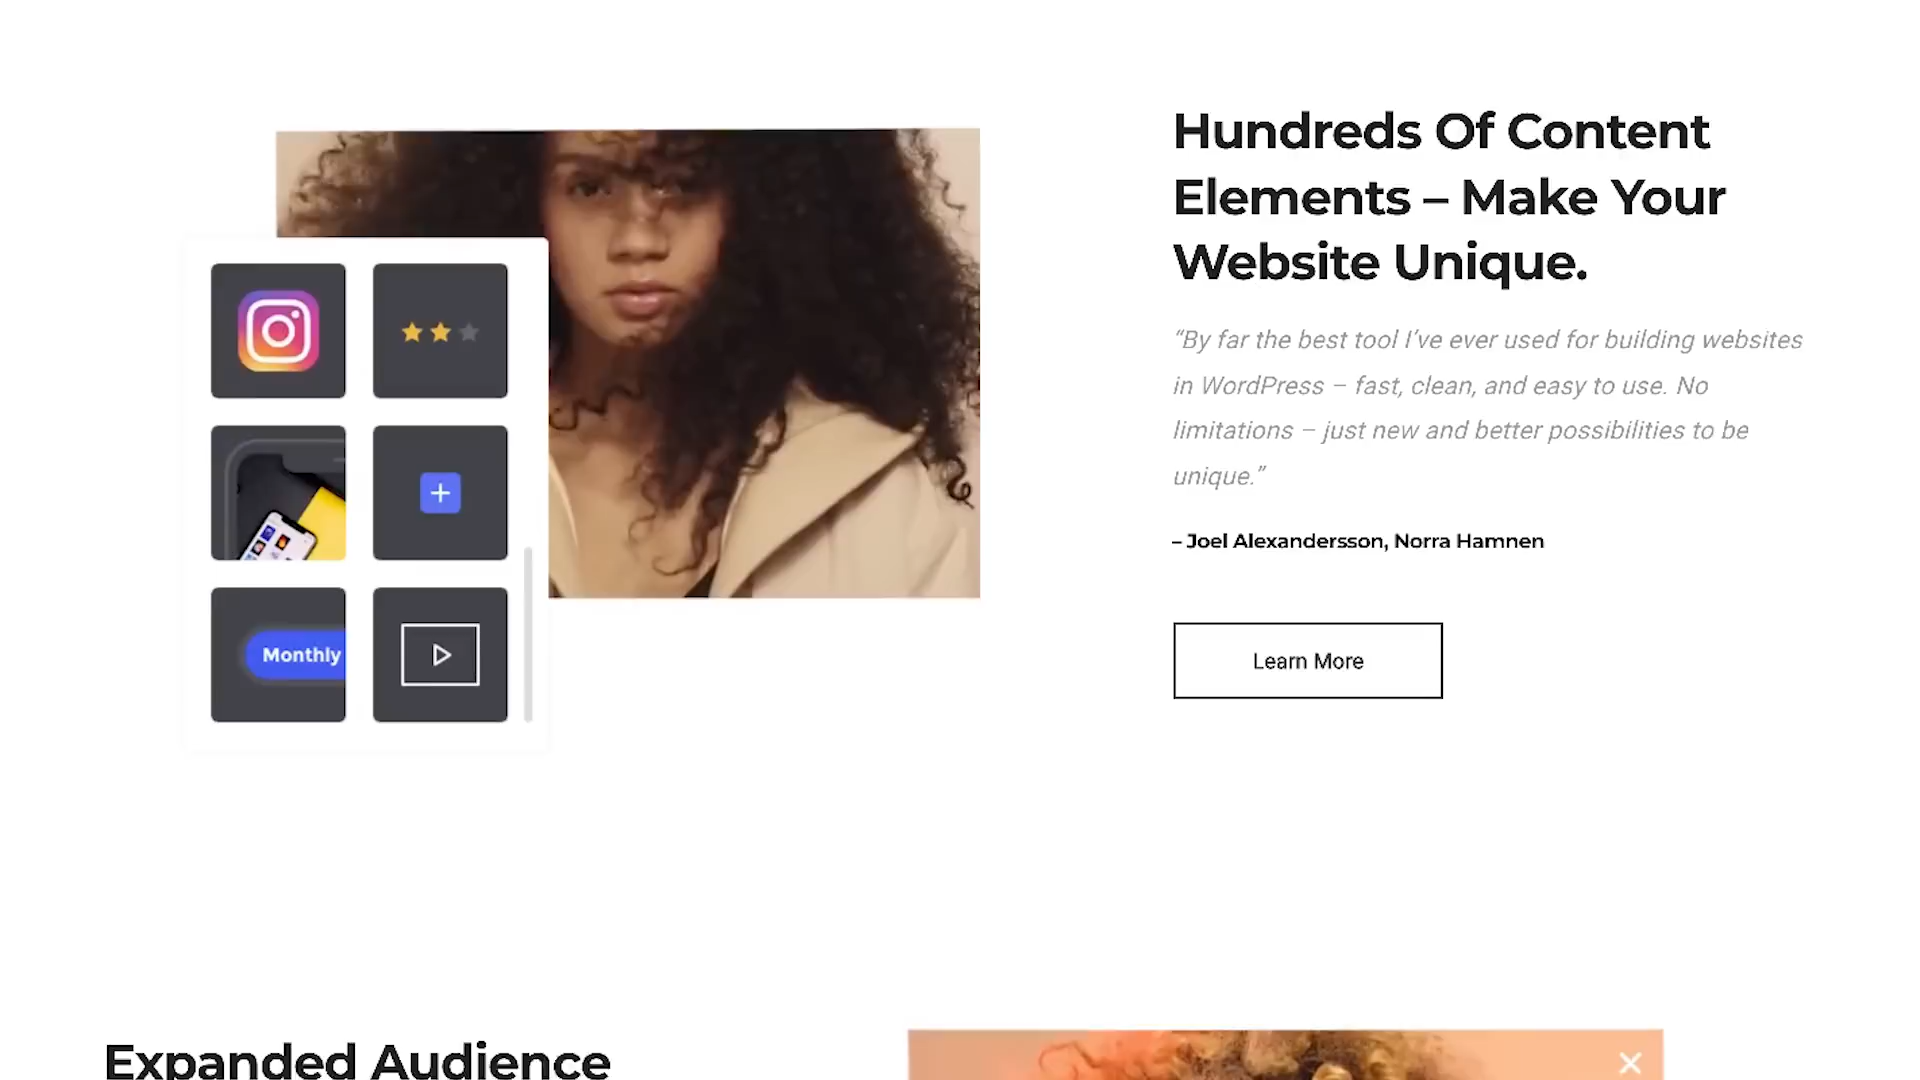 Hundreds Of Content
Elements – Make Your
Website Unique.
“By far the best tool I’ve ever used for building websites
in WordPress – fast, clean, and easy to use. No
limitations – just new and better possibilities to be
unique.”
– Joel Alexandersson, Norra Hamnen
Learn More
Monthly
Expanded Audience